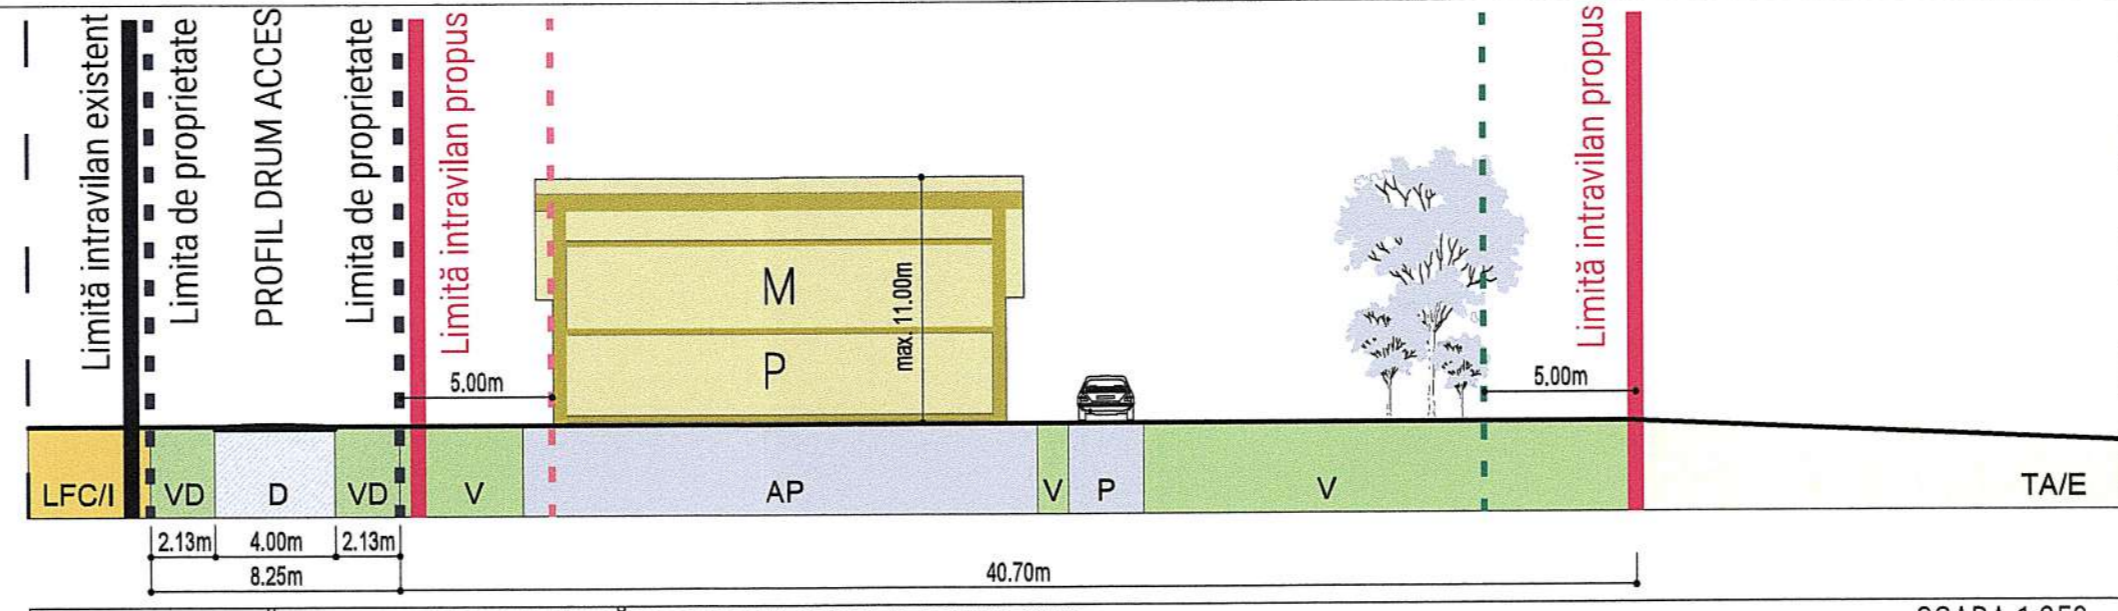 Limită intravilan existent
Limita de proprietate
PROFIL DRUM ACCES
Limita de proprietate
Limită intravilan propus
Limită intravilan propus
M
P
max. 11.00m
5.00m
5.00m
LFC/I
VD
D
VD
V
AP
V
P
V
TA/E
2.13m
4.00m
2.13m
8.25m
40.70m